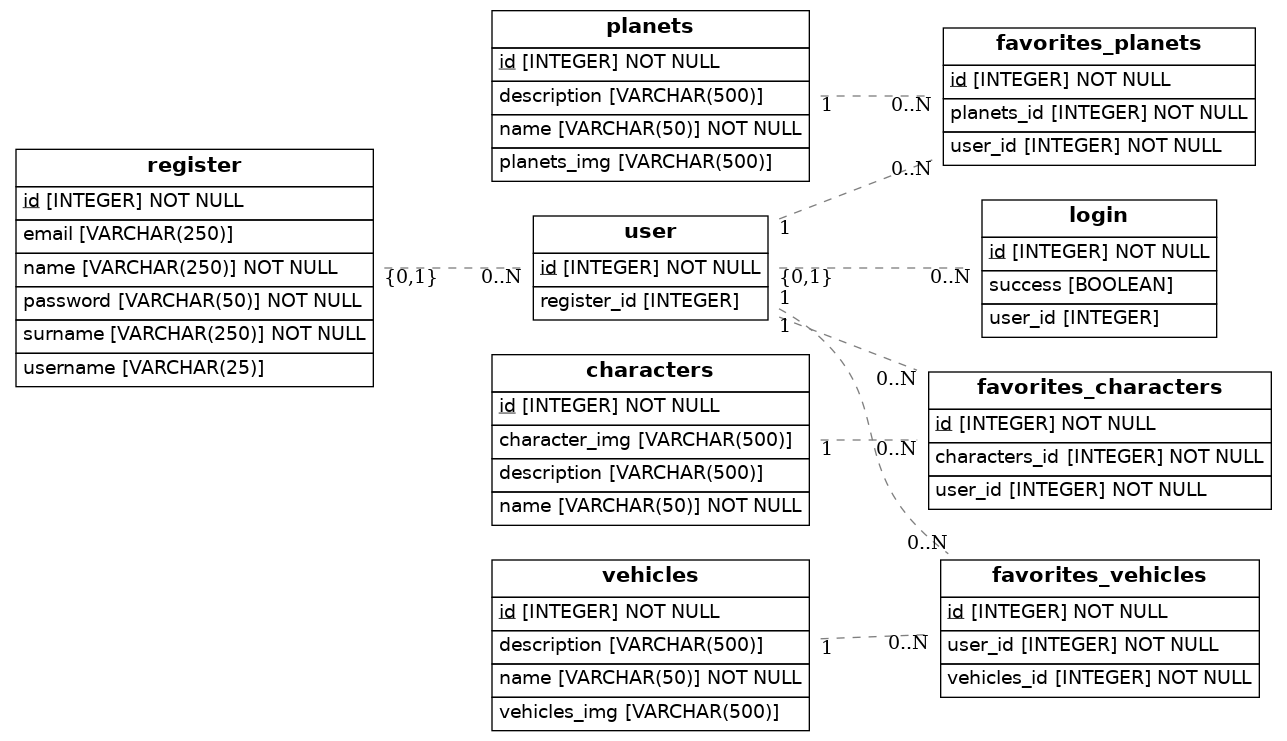 register
id [INTEGER] NOT NULL
email [VARCHAR(250)]
name [VARCHAR(250)] NOT NULL
password [VARCHAR(50)] NOT NULL
surname [VARCHAR(250)] NOT NULL
username [VARCHAR(25)]
{0,1}
0..N
planets
id [INTEGER] NOT NULL
description [VARCHAR(500)]
name [VARCHAR(50)] NOT NULL
planets_img [VARCHAR(500)]
1
0..N
user
id [INTEGER] NOT NULL
register_id [INTEGER]
1
0..N
{0,1}
0..N
1
1
0..N
characters
id [INTEGER] NOT NULL
character_img [VARCHAR(500)]
description [VARCHAR(500)]
name [VARCHAR(50)] NOT NULL
1
0..N
0..N
vehicles
id [INTEGER] NOT NULL
description [VARCHAR(500)]
name [VARCHAR(50)] NOT NULL
vehicles_img [VARCHAR(500)]
1
0..N
favorites_planets
id [INTEGER] NOT NULL
planets_id [INTEGER] NOT NULL
user_id [INTEGER] NOT NULL
login
id [INTEGER] NOT NULL
success [BOOLEAN]
user_id [INTEGER]
favorites_characters
id [INTEGER] NOT NULL
characters_id [INTEGER] NOT NULL
user_id [INTEGER] NOT NULL
favorites_vehicles
id [INTEGER] NOT NULL
user_id [INTEGER] NOT NULL
vehicles_id [INTEGER] NOT NULL